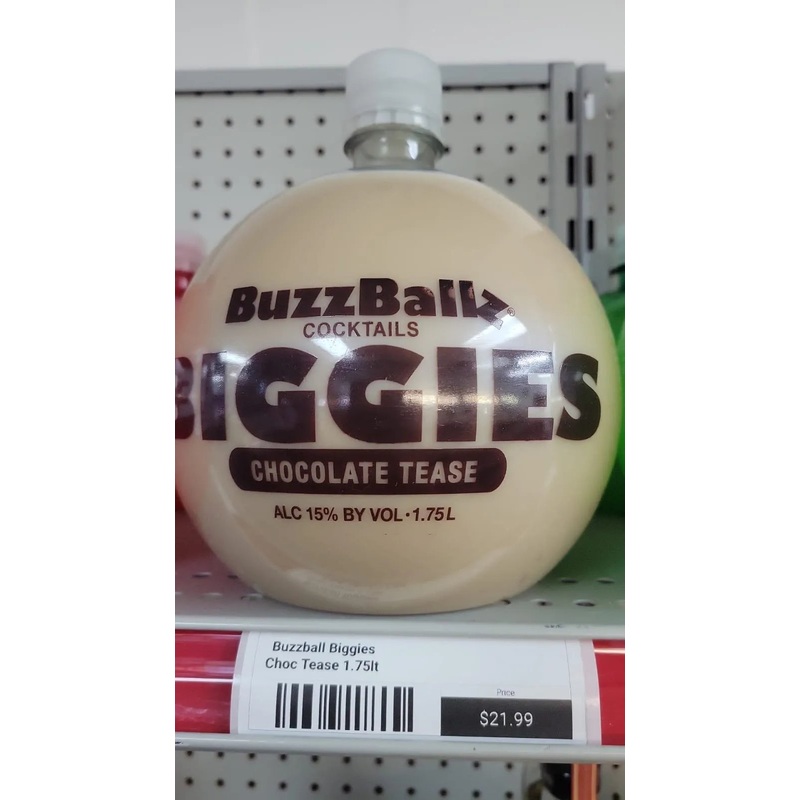 BuzzBallz
COCKTAILS
BIGGIES
CHOCOLATE TEASE
ALC 15% BY VOL • 1.75L
Buzzball Biggies
Choc Tease 1.75lt
Price
$21.99